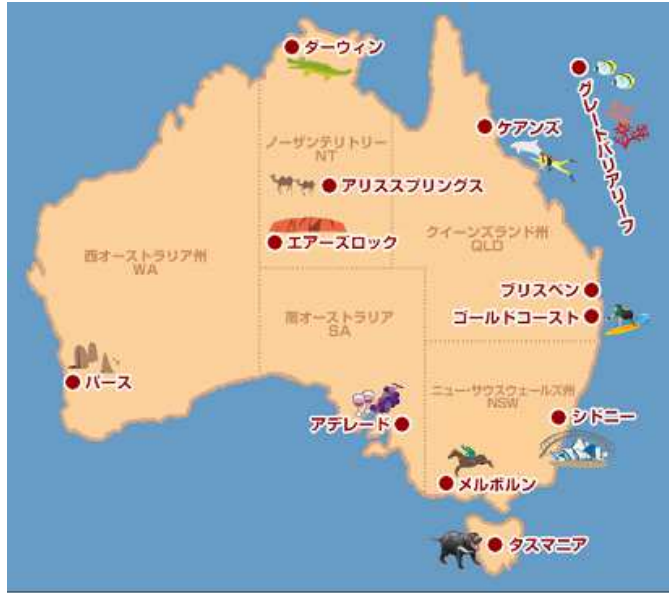 ダーウィン
グレートバリアリーフ
ケアンズ
ノーザンテリトリー
NT
アリススプリングス
エアーズロック
クイーンズランド州
QLD
西オーストラリア州
WA
ブリスベン
ゴールドコースト
南オーストラリア
SA
パース
ニュー・サウスウェールズ州
NSW
アデレード
シドニー
メルボルン
タスマニア